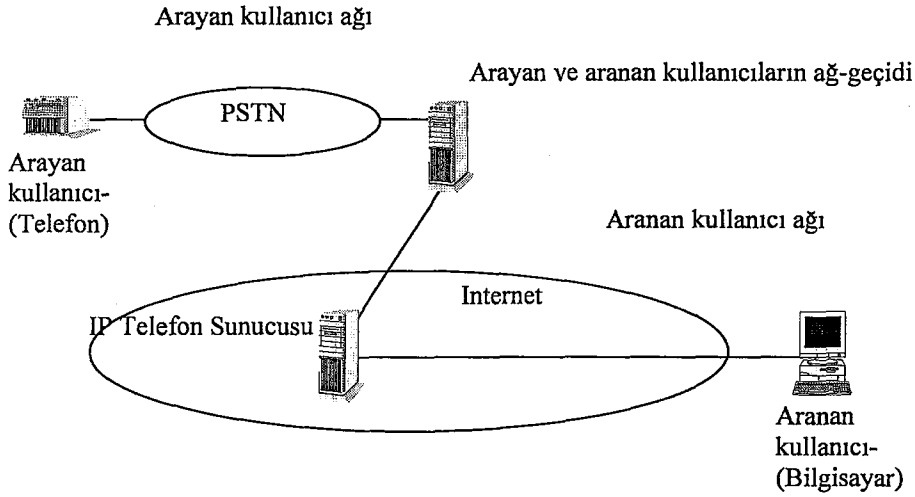 Arayan kullanıcı ağı
Arayan ve aranan kullanıcıların ağ-geçidi
PSTN
Arayan
kullanıcı-
(Telefon)
Aranan kullanıcı ağı
Internet
IP Telefon Sunucusu
Aranan
kullanıcı-
(Bilgisayar)